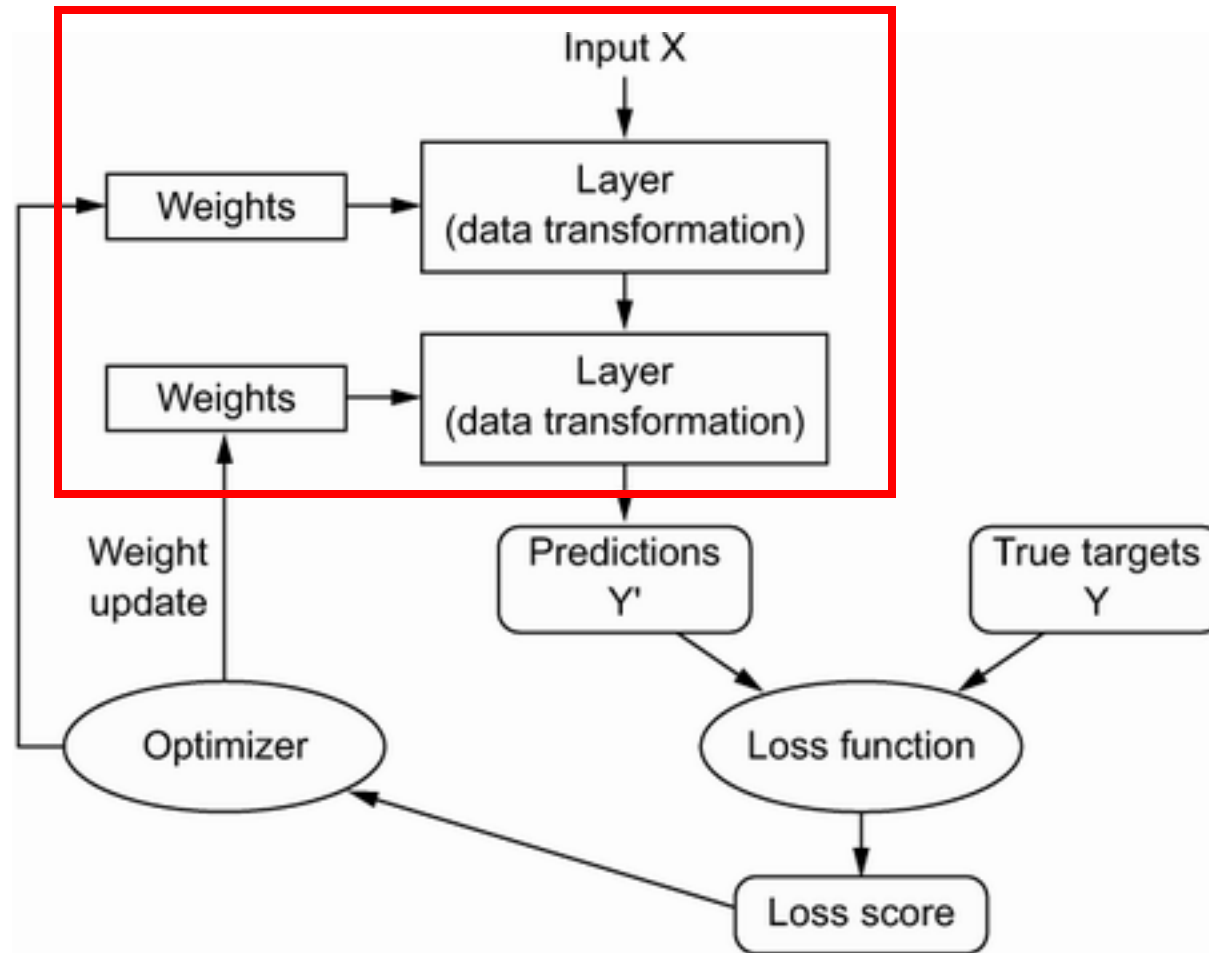 Input X
Weights
Layer
(data transformation)
Weights
Layer
(data transformation)
Weight
update
Predictions
Y'
True targets
Y
Optimizer
Loss function
Loss score